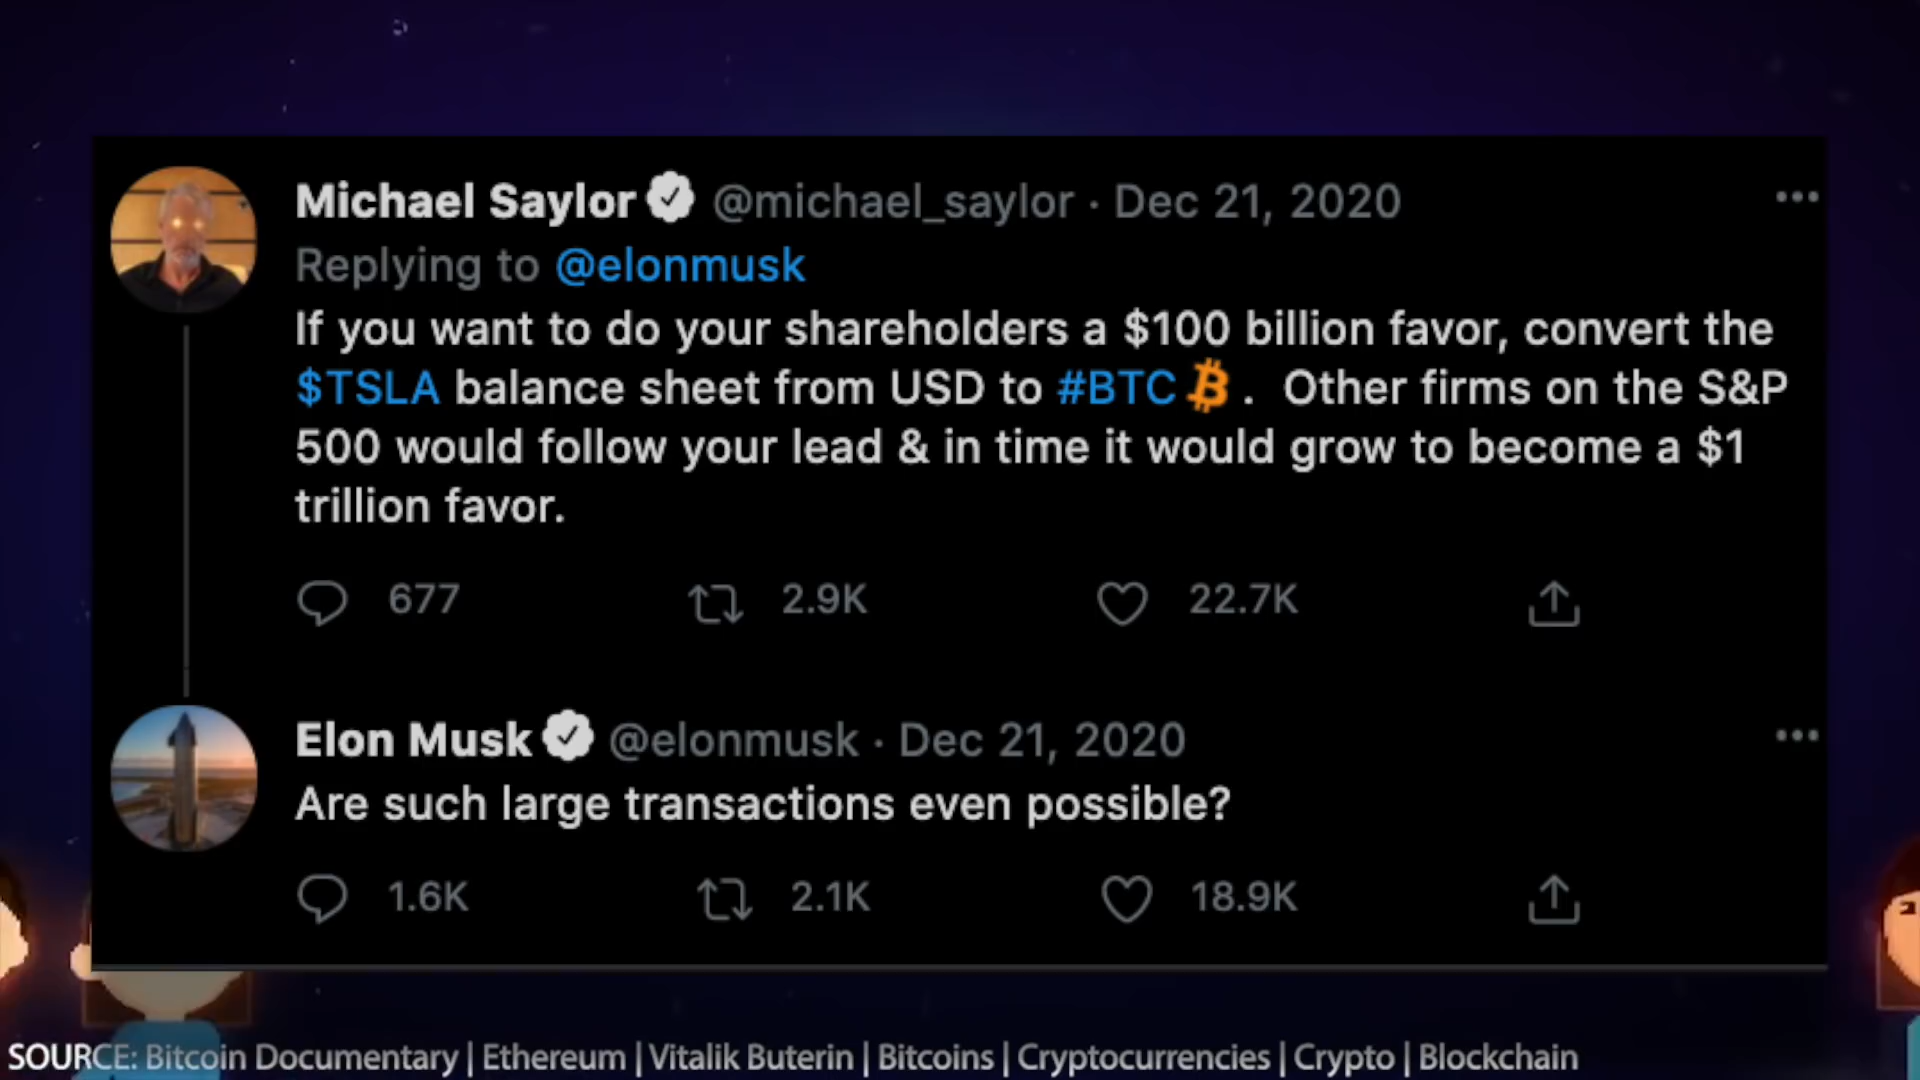 Michael Saylor @michael_saylor · Dec 21, 2020
Replying to @elonmusk
If you want to do your shareholders a $100 billion favor, convert the
$TSLA balance sheet from USD to #BTC ₿ .  Other firms on the S&P
500 would follow your lead & in time it would grow to become a $1
trillion favor.
677 2.9K 22.7K
Elon Musk @elonmusk · Dec 21, 2020
Are such large transactions even possible?
1.6K 2.1K 18.9K
SOURCE: Bitcoin Documentary | Ethereum | Vitalik Buterin | Bitcoins | Cryptocurrencies | Crypto | Blockchain